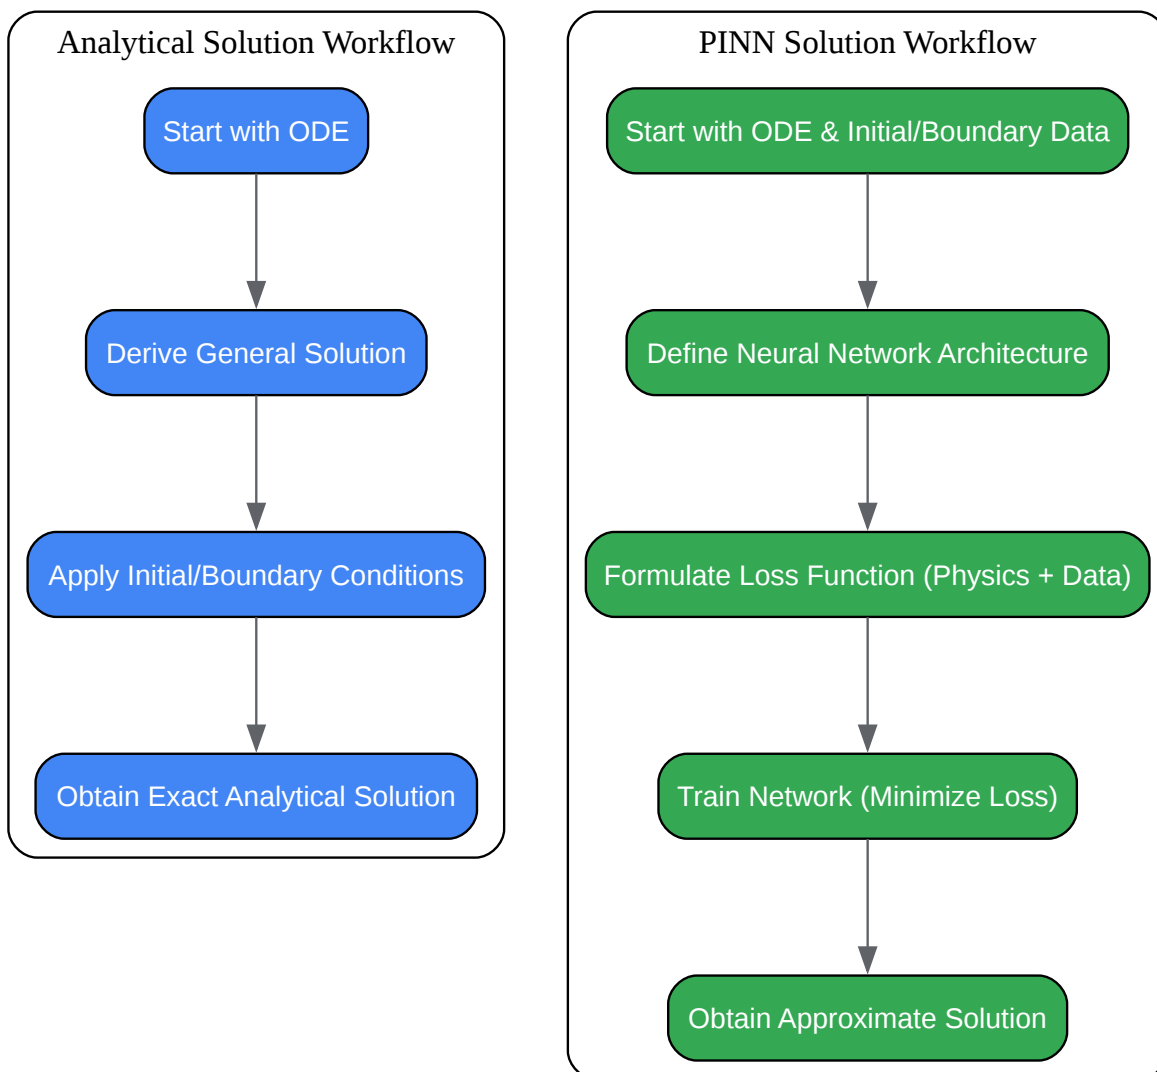 Analytical Solution Workflow
Start with ODE
Derive General Solution
Apply Initial/Boundary Conditions
Obtain Exact Analytical Solution
PINN Solution Workflow
Start with ODE & Initial/Boundary Data
Define Neural Network Architecture
Formulate Loss Function (Physics + Data)
Train Network (Minimize Loss)
Obtain Approximate Solution